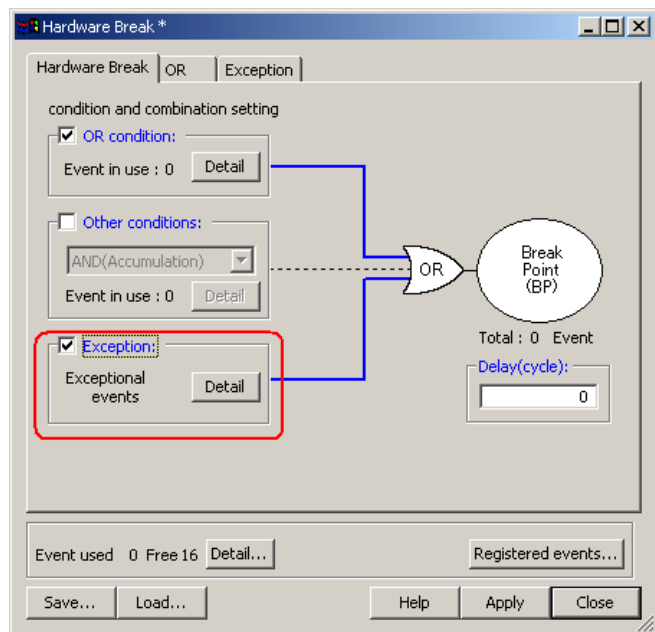 Hardware Break *
Hardware Break OR Exception
condition and combination setting
OR condition:
Event in use : 0 Detail
Other conditions:
AND(Accumulation)
Event in use : 0 Detail
Exception:
Exceptional
events
Detail
OR
Break
Point
(BP)
Total : 0 Event
Delay(cycle):
0
Event used 0 Free 16 Detail...
Registered events...
Save... Load... Help Apply Close